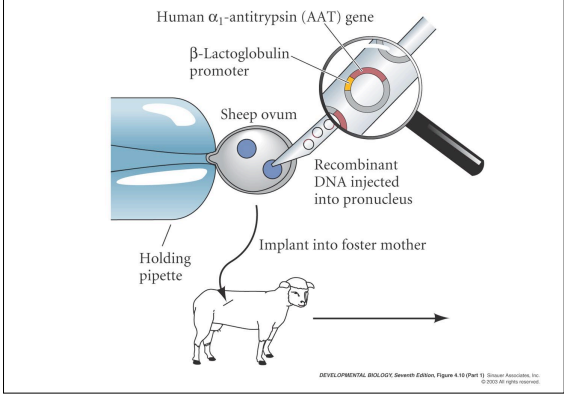 Human α1-antitrypsin (AAT) gene
β-Lactoglobulin
promoter
Sheep ovum
Recombinant
DNA injected
into pronucleus
Holding
pipette
Implant into foster mother
DEVELOPMENTAL BIOLOGY, Seventh Edition, Figure 4.10 (Part 1) Sinauer Associates, Inc.
© 2003 All rights reserved.